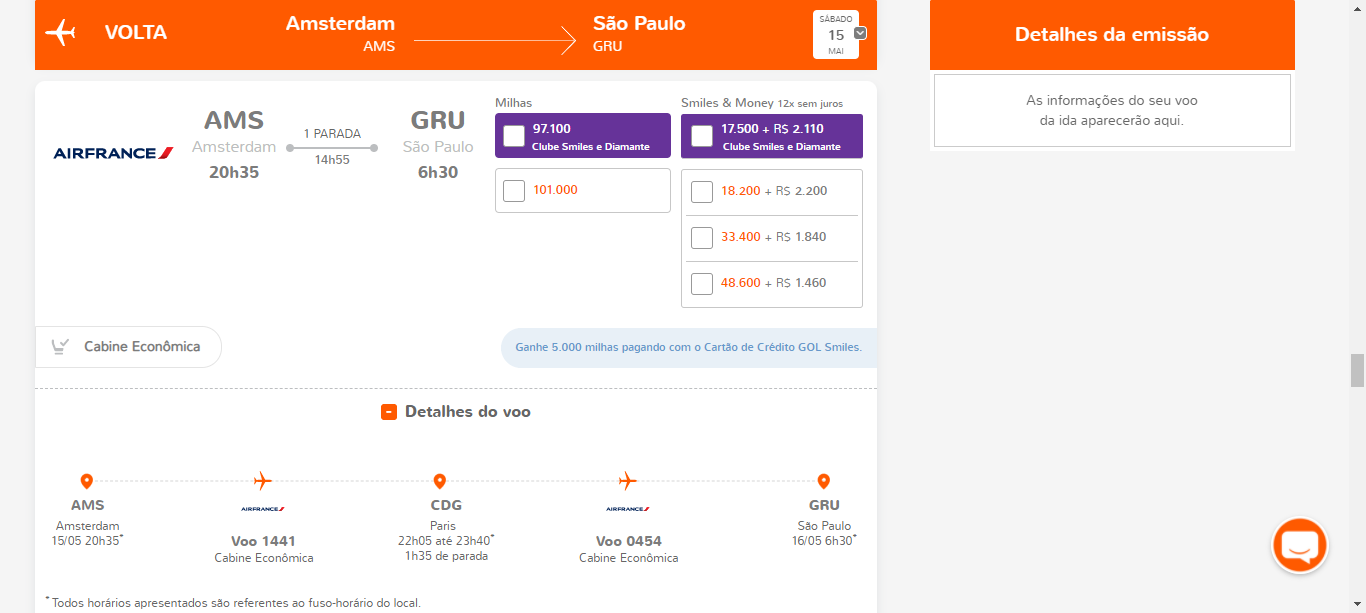 VOLTA
Amsterdam
AMS
São Paulo
GRU
SÁBADO
15
MAI
Detalhes da emissão
As informações do seu voo
da ida aparecerão aqui.
AIRFRANCE
AMS
Amsterdam
20h35
1 PARADA
14h55
GRU
São Paulo
6h30
Milhas
97.100
Clube Smiles e Diamante
101.000
Smiles & Money 12x sem juros
17.500 + R$ 2.110
Clube Smiles e Diamante
18.200 + R$ 2.200
33.400 + R$ 1.840
48.600 + R$ 1.460
Cabine Econômica
Ganhe 5.000 milhas pagando com o Cartão de Crédito GOL Smiles.
- Detalhes do voo
AMS
Amsterdam
15/05 20h35*
AIRFRANCE
Voo 1441
Cabine Econômica
CDG
Paris
22h05 até 23h40*
1h35 de parada
AIRFRANCE
Voo 0454
Cabine Econômica
GRU
São Paulo
16/05 6h30*
* Todos horários apresentados são referentes ao fuso-horário do local.